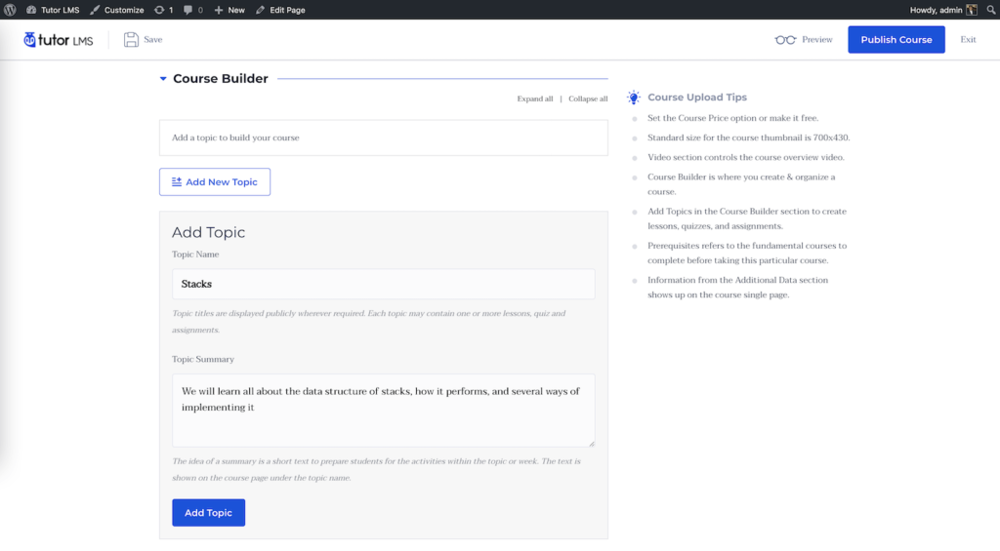 Tutor LMS Customize 1 0 New Edit Page Howdy, admin
tutor LMS Save Preview Publish Course Exit
Course Builder
Expand all | Collapse all
Add a topic to build your course
Add New Topic
Add Topic
Topic Name
Stacks
Topic titles are displayed publicly wherever required. Each topic may contain one or more lessons, quiz and
assignments.
Topic Summary
We will learn all about the data structure of stacks, how it performs, and several ways of
implementing it
The idea of a summary is a short text to prepare students for the activities within the topic or week. The text is
shown on the course page under the topic name.
Add Topic
Course Upload Tips
Set the Course Price option or make it free.
Standard size for the course thumbnail is 700x430.
Video section controls the course overview video.
Course Builder is where you create & organize a
course.
Add Topics in the Course Builder section to create
lessons, quizzes, and assignments.
Prerequisites refers to the fundamental courses to
complete before taking this particular course.
Information from the Additional Data section
shows up on the course single page.